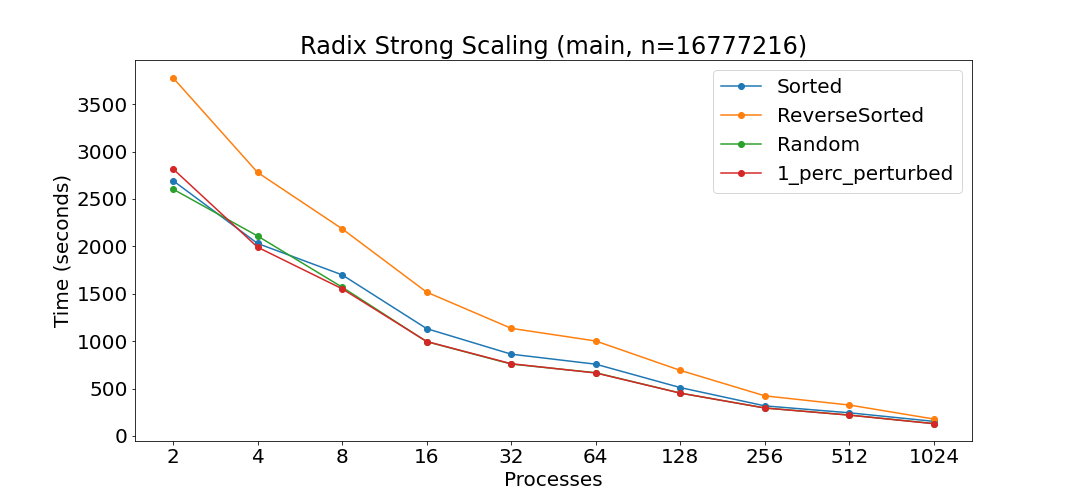 Radix Strong Scaling (main, n=16777216)
Sorted
ReverseSorted
Random
1_perc_perturbed
Time (seconds)
3500
3000
2500
2000
1500
1000
500
0
2 4 8 16 32 64 128 256 512 1024
Processes